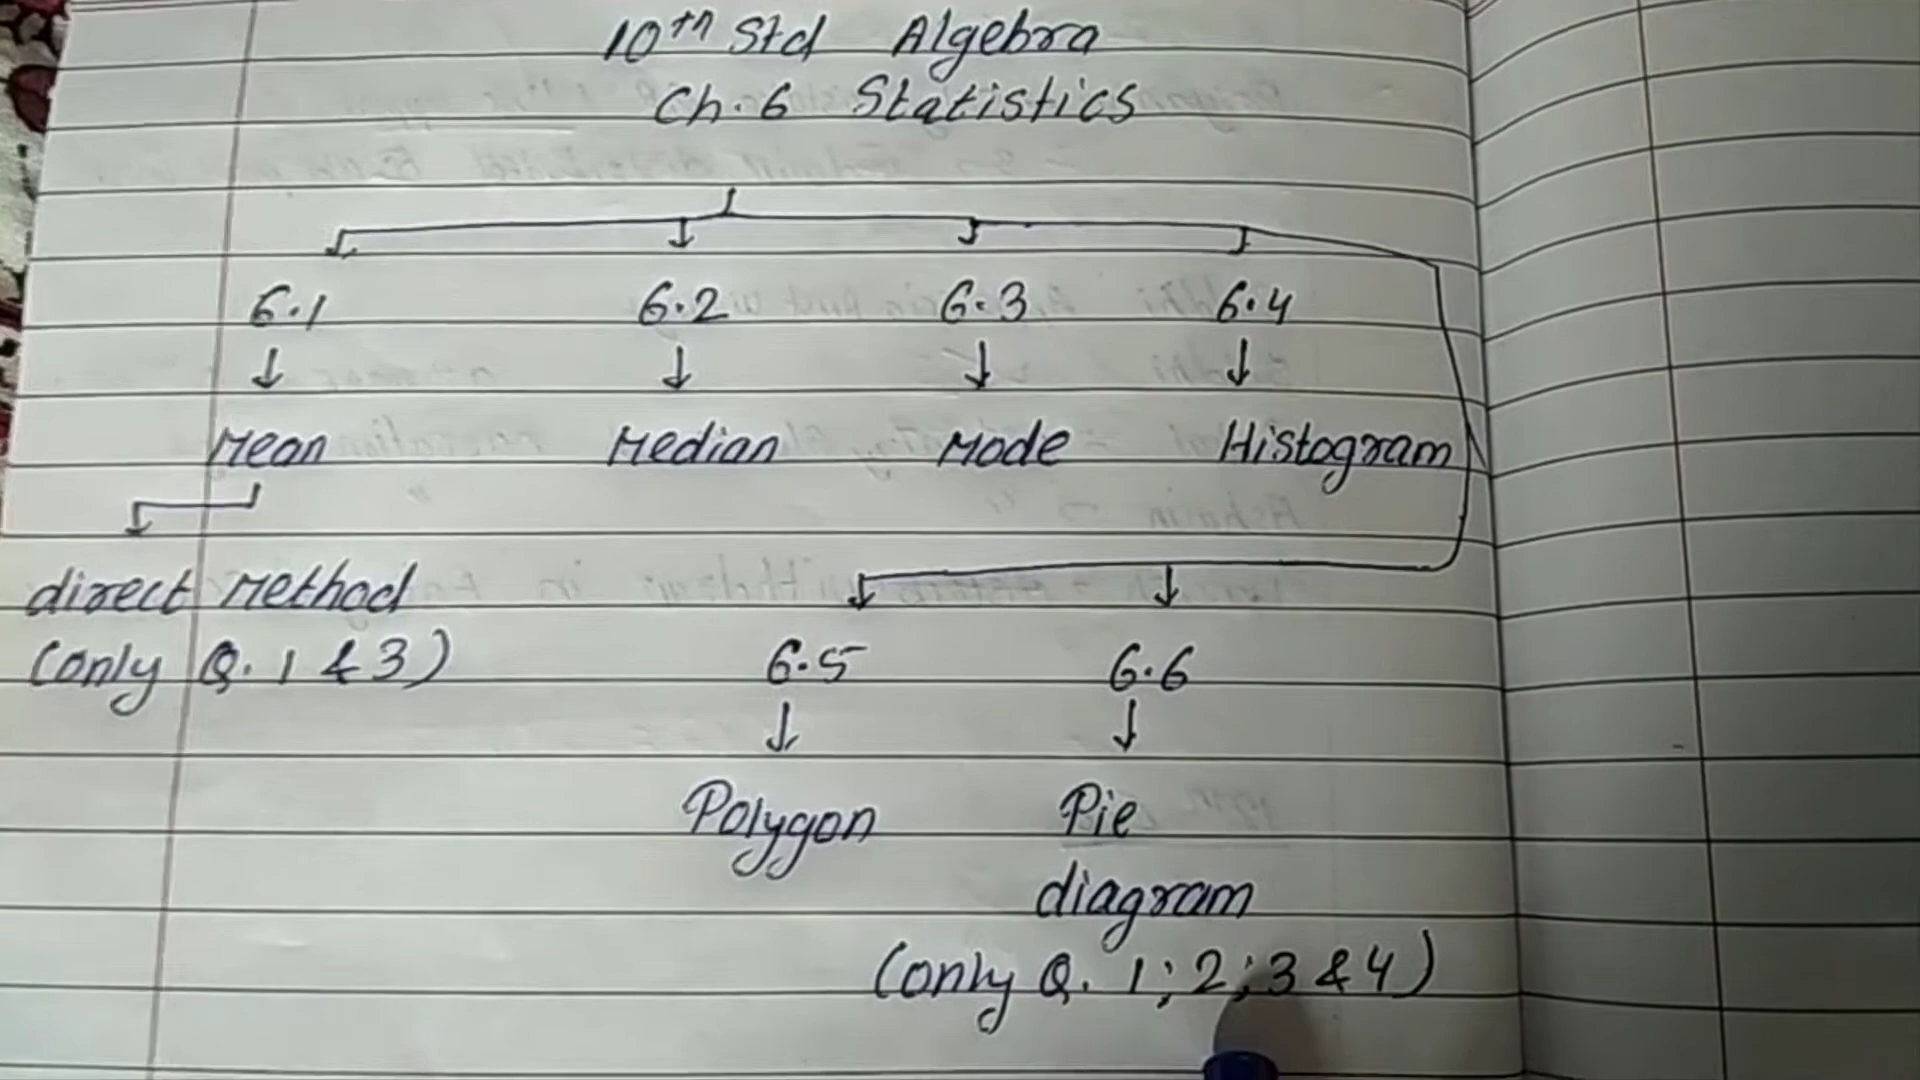 10th Std Algebra
Ch. 6 Statistics
6.1 6.2 6.3 6.4
Mean Median Mode Histogram
direct Method
(only Q. 1 & 3)
6.5 6.6
Polygon Pie
diagram
(only Q. 1; 2; 3 & 4)